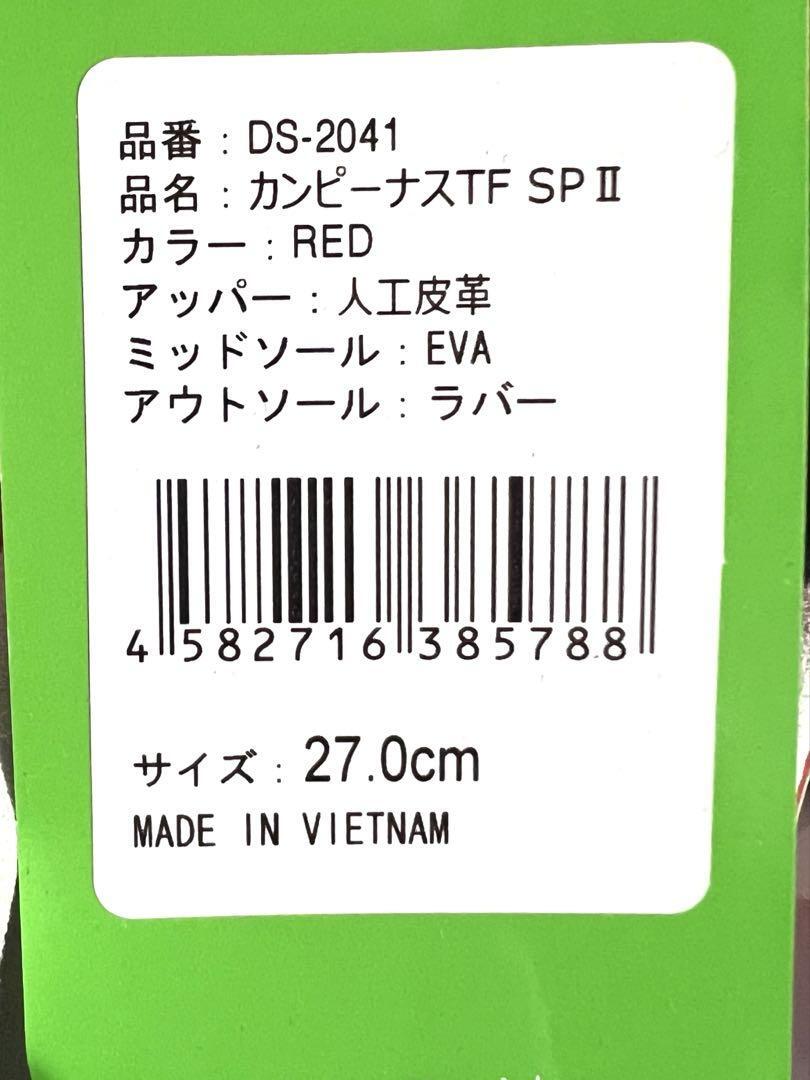 品番：DS-2041
品名：カンピーナスTF SPⅡ
カラー：RED
アッパー：人工皮革
ミッドソール：EVA
アウトソール：ラバー
4 582716 385788
サイズ：27.0cm
MADE IN VIETNAM